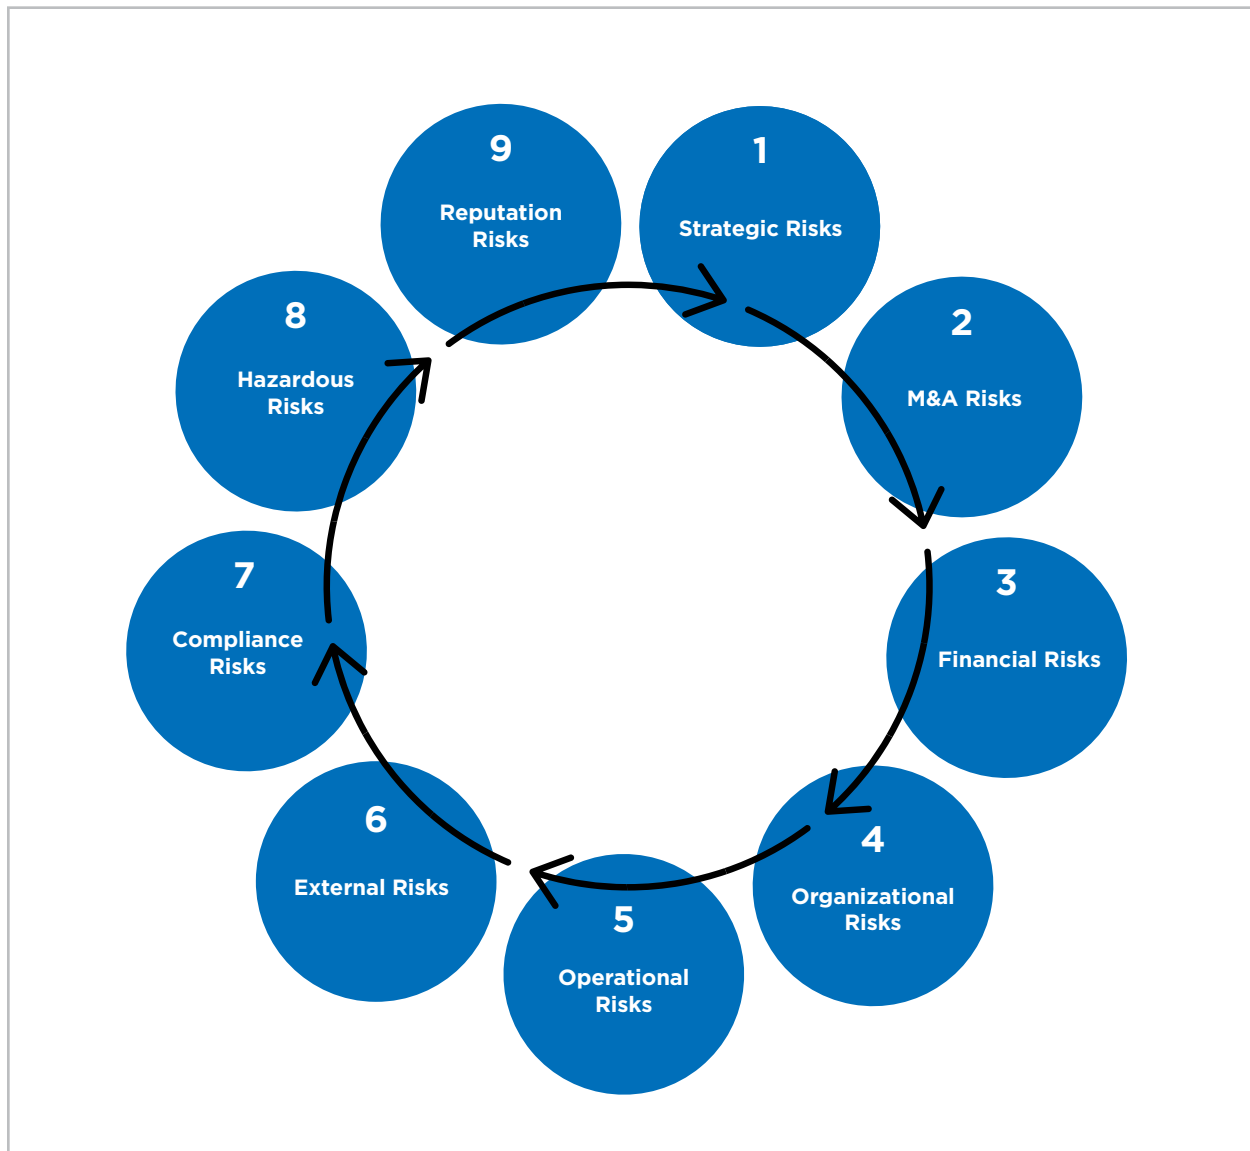 1
Strategic Risks
2
M&A Risks
3
Financial Risks
4
Organizational
Risks
5
Operational
Risks
6
External Risks
7
Compliance
Risks
8
Hazardous
Risks
9
Reputation
Risks